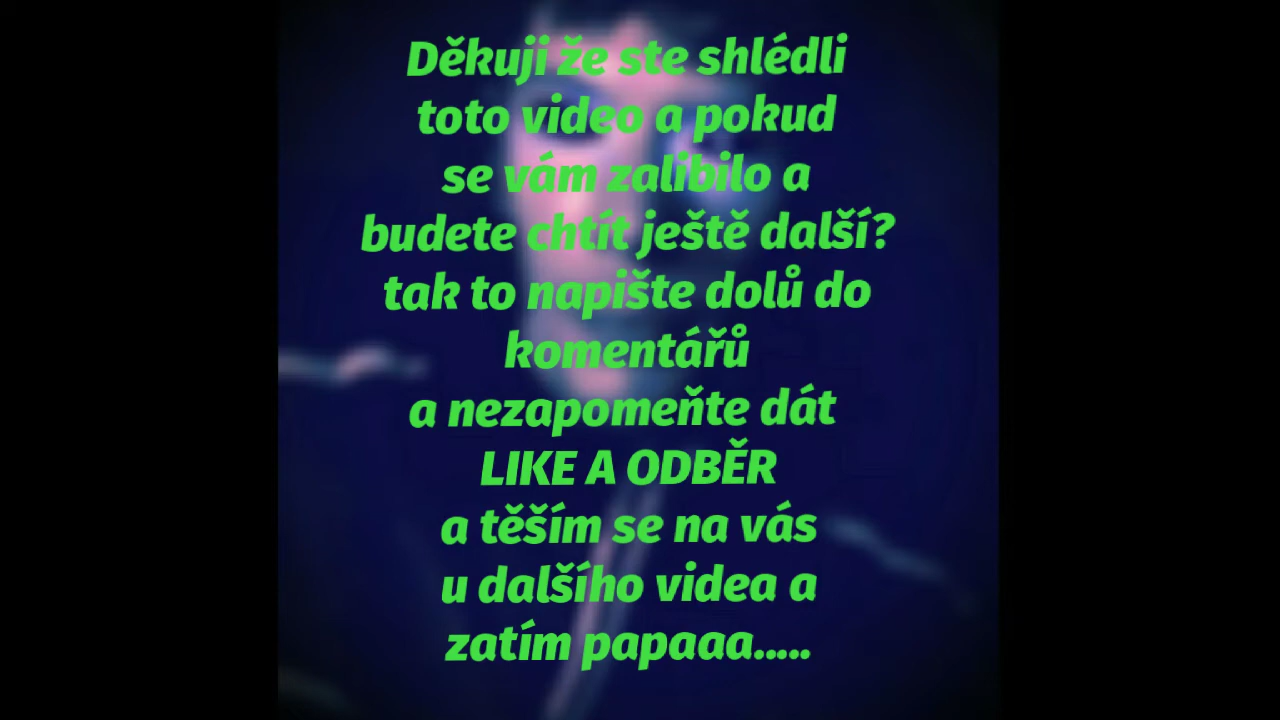 Děkuji že ste shlédli
toto video a pokud
se vám zalibilo a
budete chtít ještě další?
tak to napište dolů do
komentářů
a nezapomeňte dát
LIKE A ODBĚR
a těším se na vás
u dalšího videa a
zatím papaaa.....